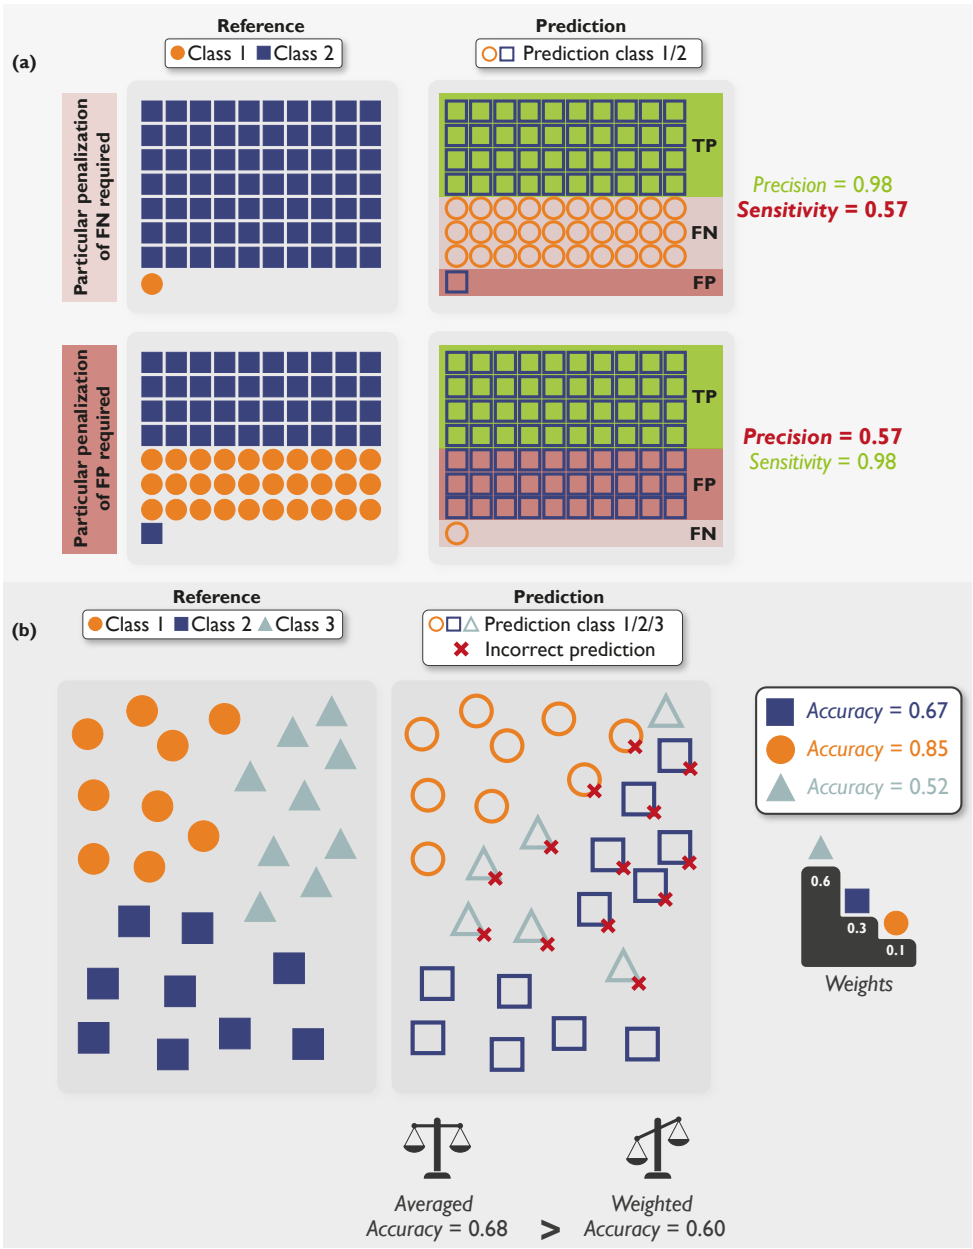 Reference
Prediction
(a)
Class 1 Class 2
Prediction class 1/2
Particular penalization
of FN required
TP
FN
FP
Precision = 0.98
Sensitivity = 0.57
Particular penalization
of FP required
TP
FP
FN
Precision = 0.57
Sensitivity = 0.98
Reference
Prediction
(b)
Class 1 Class 2 Class 3
Prediction class 1/2/3
Incorrect prediction
Accuracy = 0.67
Accuracy = 0.85
Accuracy = 0.52
0.6
0.3
0.1
Weights
Averaged
Accuracy = 0.68
>
Weighted
Accuracy = 0.60